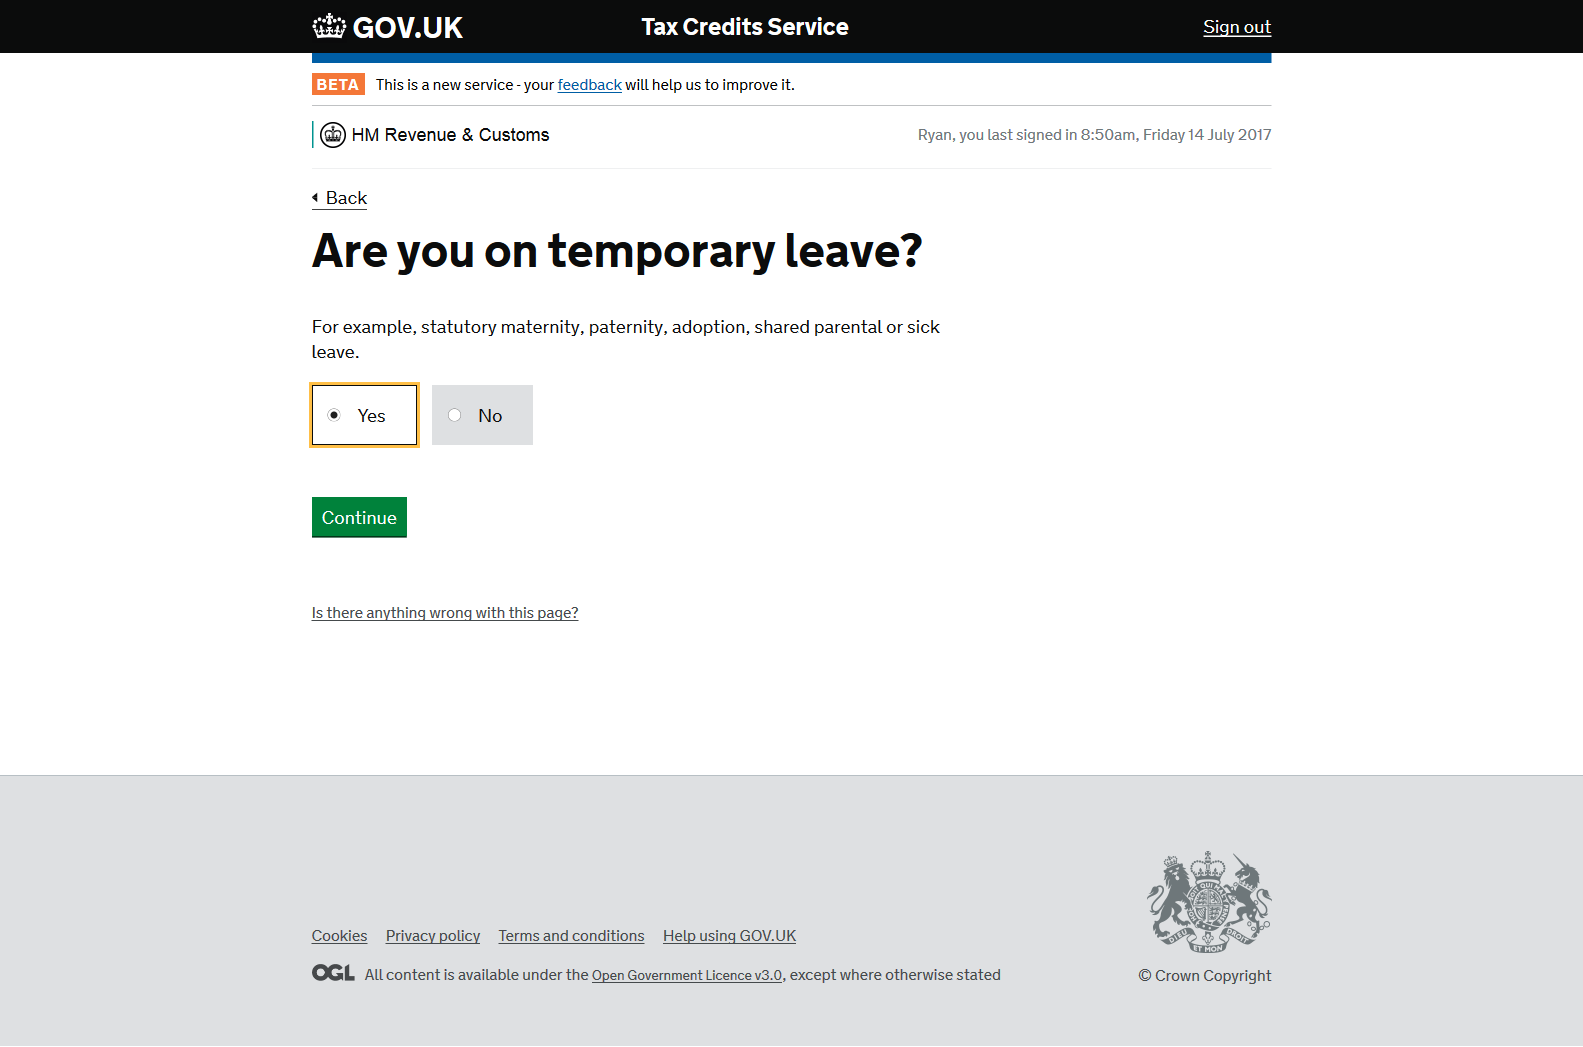 GOV.UK
Tax Credits Service
Sign out
BETA This is a new service - your feedback will help us to improve it.
HM Revenue & Customs
Ryan, you last signed in 8:50am, Friday 14 July 2017
Back
Are you on temporary leave?
For example, statutory maternity, paternity, adoption, shared parental or sick
leave.
Yes
No
Continue
Is there anything wrong with this page?
Cookies Privacy policy Terms and conditions Help using GOV.UK
OGL All content is available under the Open Government Licence v3.0, except where otherwise stated
DIEU ET MON DROIT
© Crown Copyright